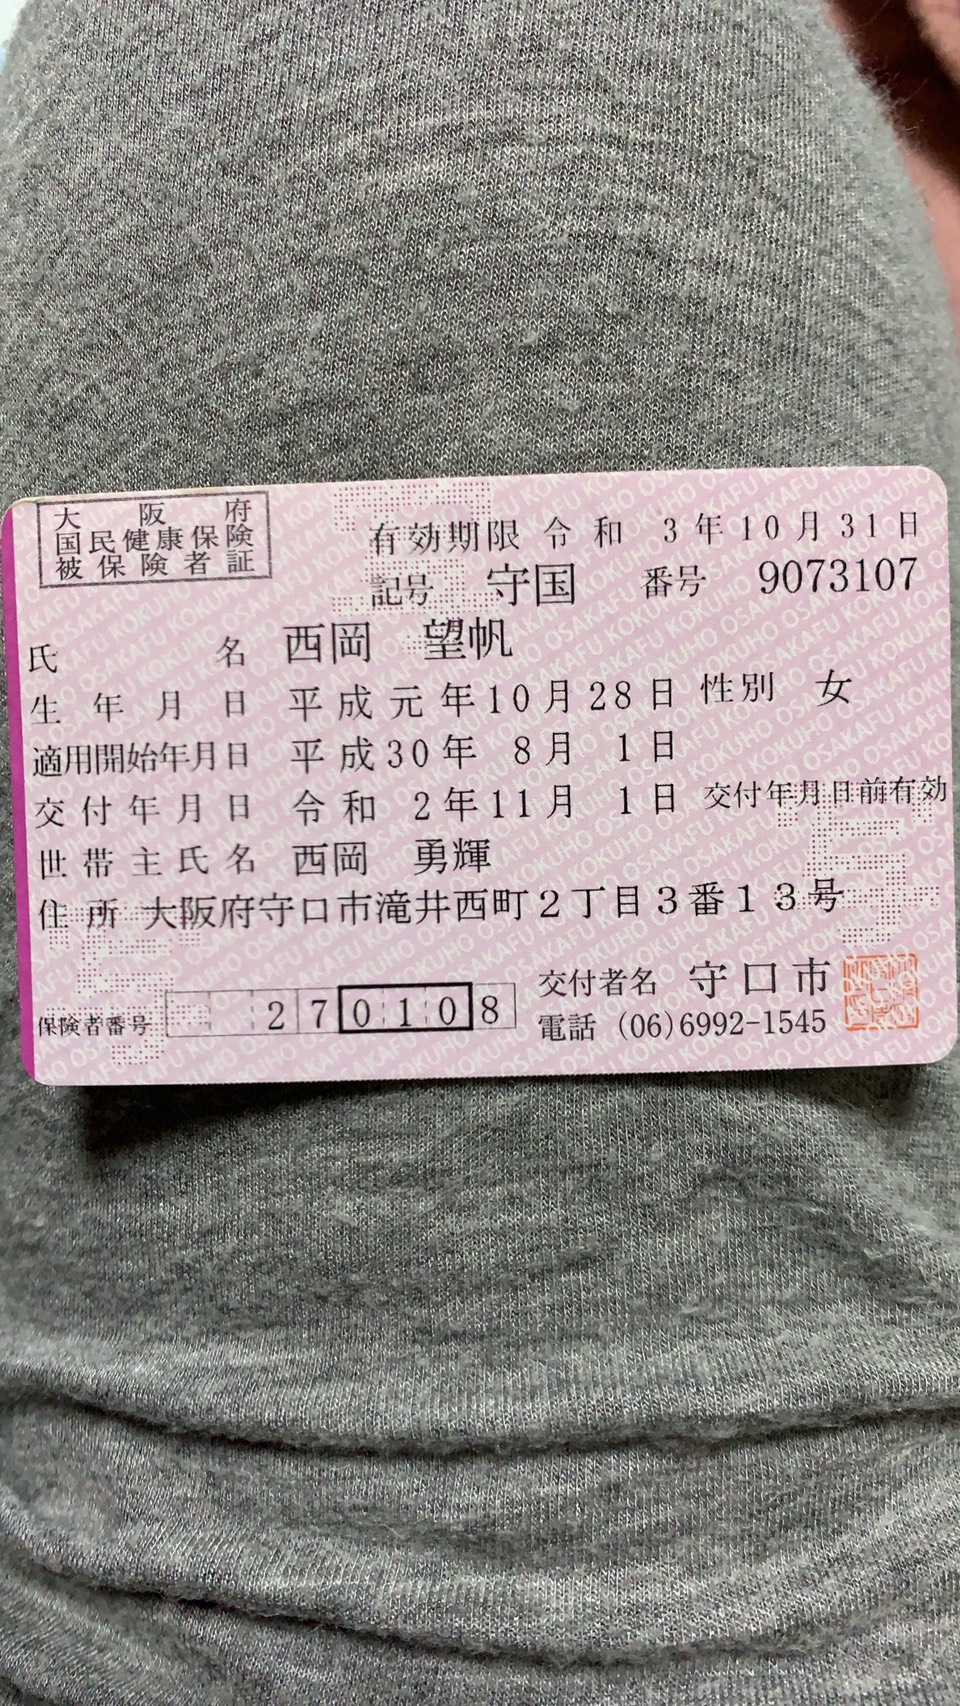 大阪府
国民健康保険
被保険者証
有効期限 令和 3年10月31日
記号 守国 番号 9073107
氏名 西岡 望帆
生年月日 平成元年10月28日 性別 女
適用開始年月日 平成30年 8月 1日
交付年月日 令和 2年11月 1日 交付年月日前有効
世帯主氏名 西岡 勇輝
住所 大阪府守口市滝井西町2丁目3番13号
保険者番号 270108
交付者名 守口市
電話 (06)6992-1545